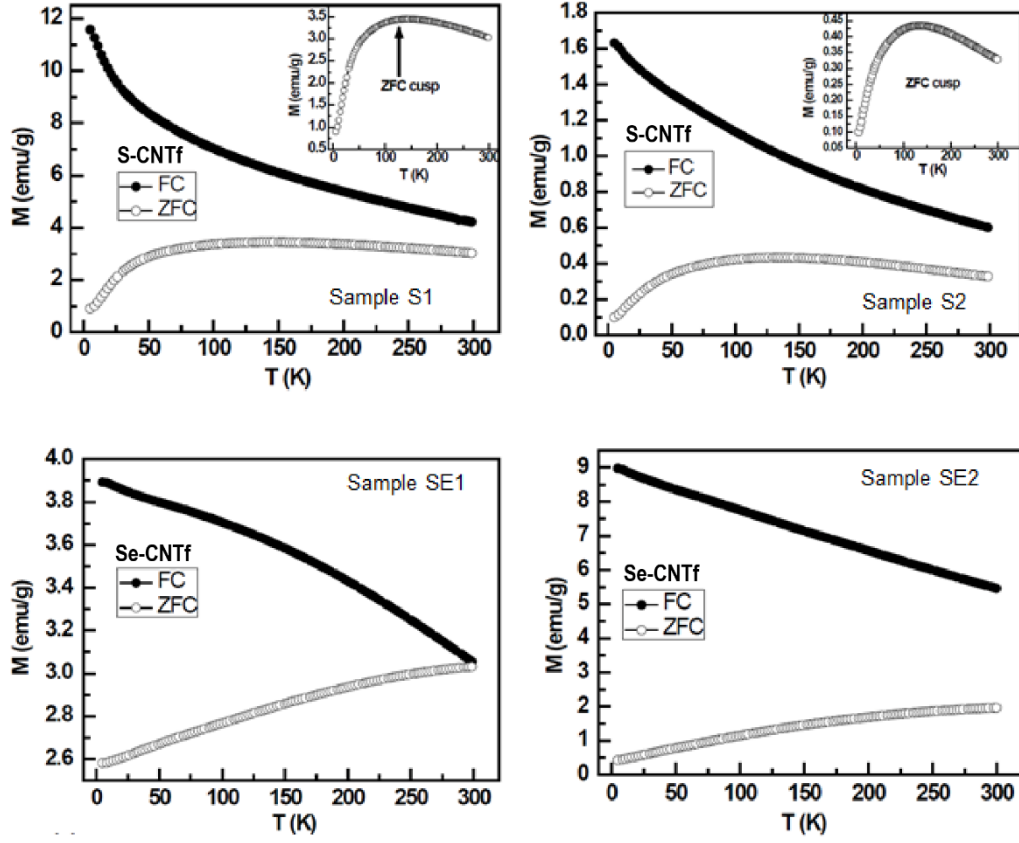 12
10
8
6
4
2
0
M (emu/g)
0 50 100 150 200 250 300
T (K)
S-CNTf
FC
ZFC
Sample S1
3.5
3.0
2.5
2.0
1.5
1.0
0.5
M (emu/g)
0 100 200 300
T (K)
ZFC cusp
1.8
1.6
1.4
1.2
1.0
0.8
0.6
0.4
0.2
0.0
M (emu/g)
0 50 100 150 200 250 300
T (K)
S-CNTf
FC
ZFC
Sample S2
0.45
0.40
0.35
0.30
0.25
0.20
0.15
0.10
0.05
M (emu/g)
0 100 200 300
T (K)
ZFC cusp
4.0
3.8
3.6
3.4
3.2
3.0
2.8
2.6
M (emu/g)
0 50 100 150 200 250 300
T (K)
Se-CNTf
FC
ZFC
Sample SE1
9
8
7
6
5
4
3
2
1
0
M (emu/g)
0 50 100 150 200 250 300
T (K)
Se-CNTf
FC
ZFC
Sample SE2